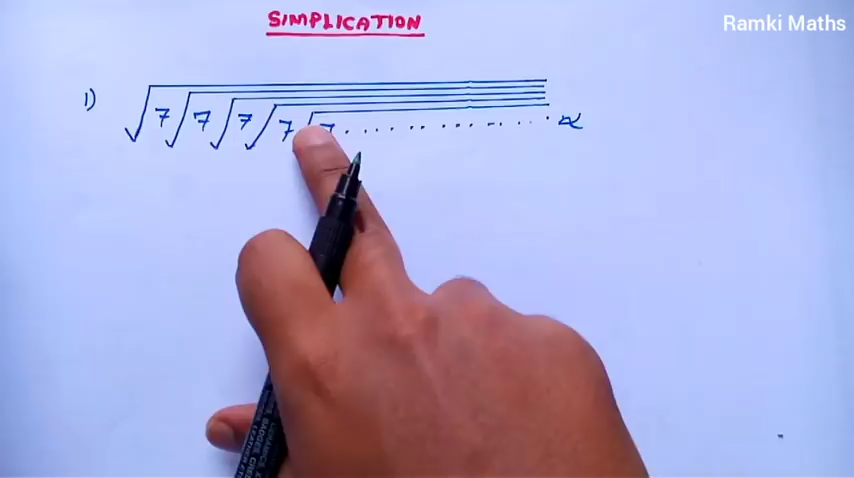 Ramki Maths
SIMPLICATION
1) √7√7√7√7√7. . . . . . . . . . . . ∝